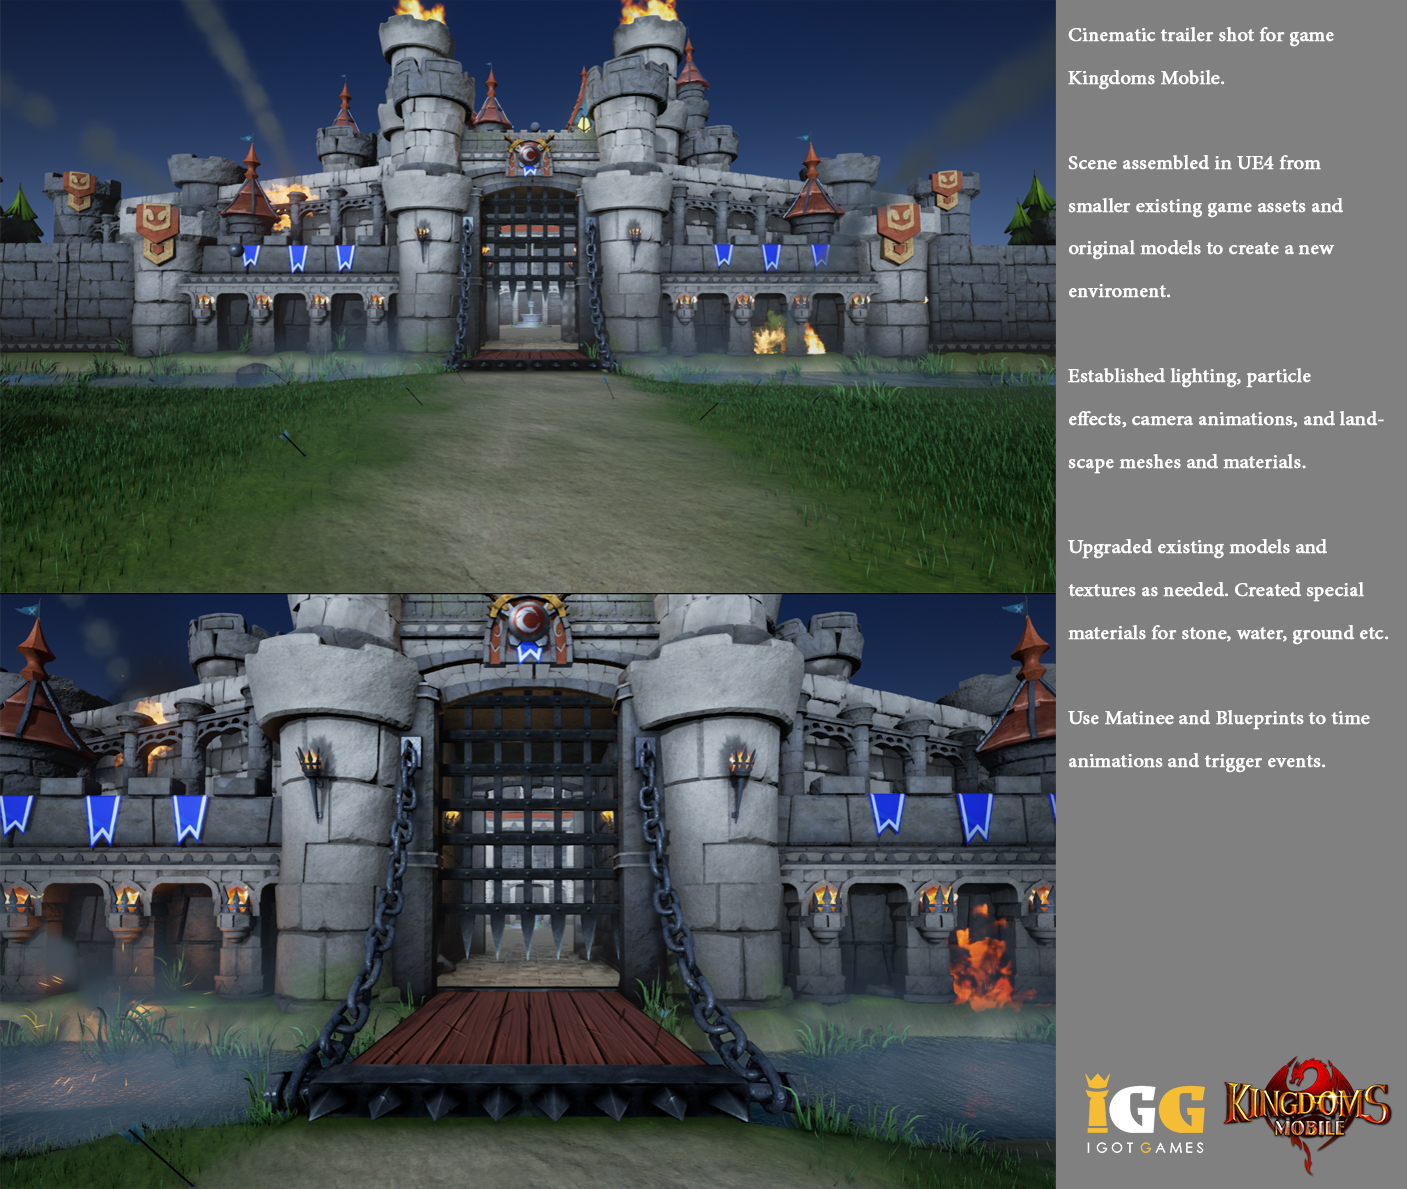 Cinematic trailer shot for game
Kingdoms Mobile.
Scene assembled in UE4 from
smaller existing game assets and
original models to create a new
enviroment.
Established lighting, particle
effects, camera animations, and land-
scape meshes and materials.
Upgraded existing models and
textures as needed. Created special
materials for stone, water, ground etc.
Use Matinee and Blueprints to time
animations and trigger events.
IGG
I GOT GAMES
KINGDOMS
MOBILE